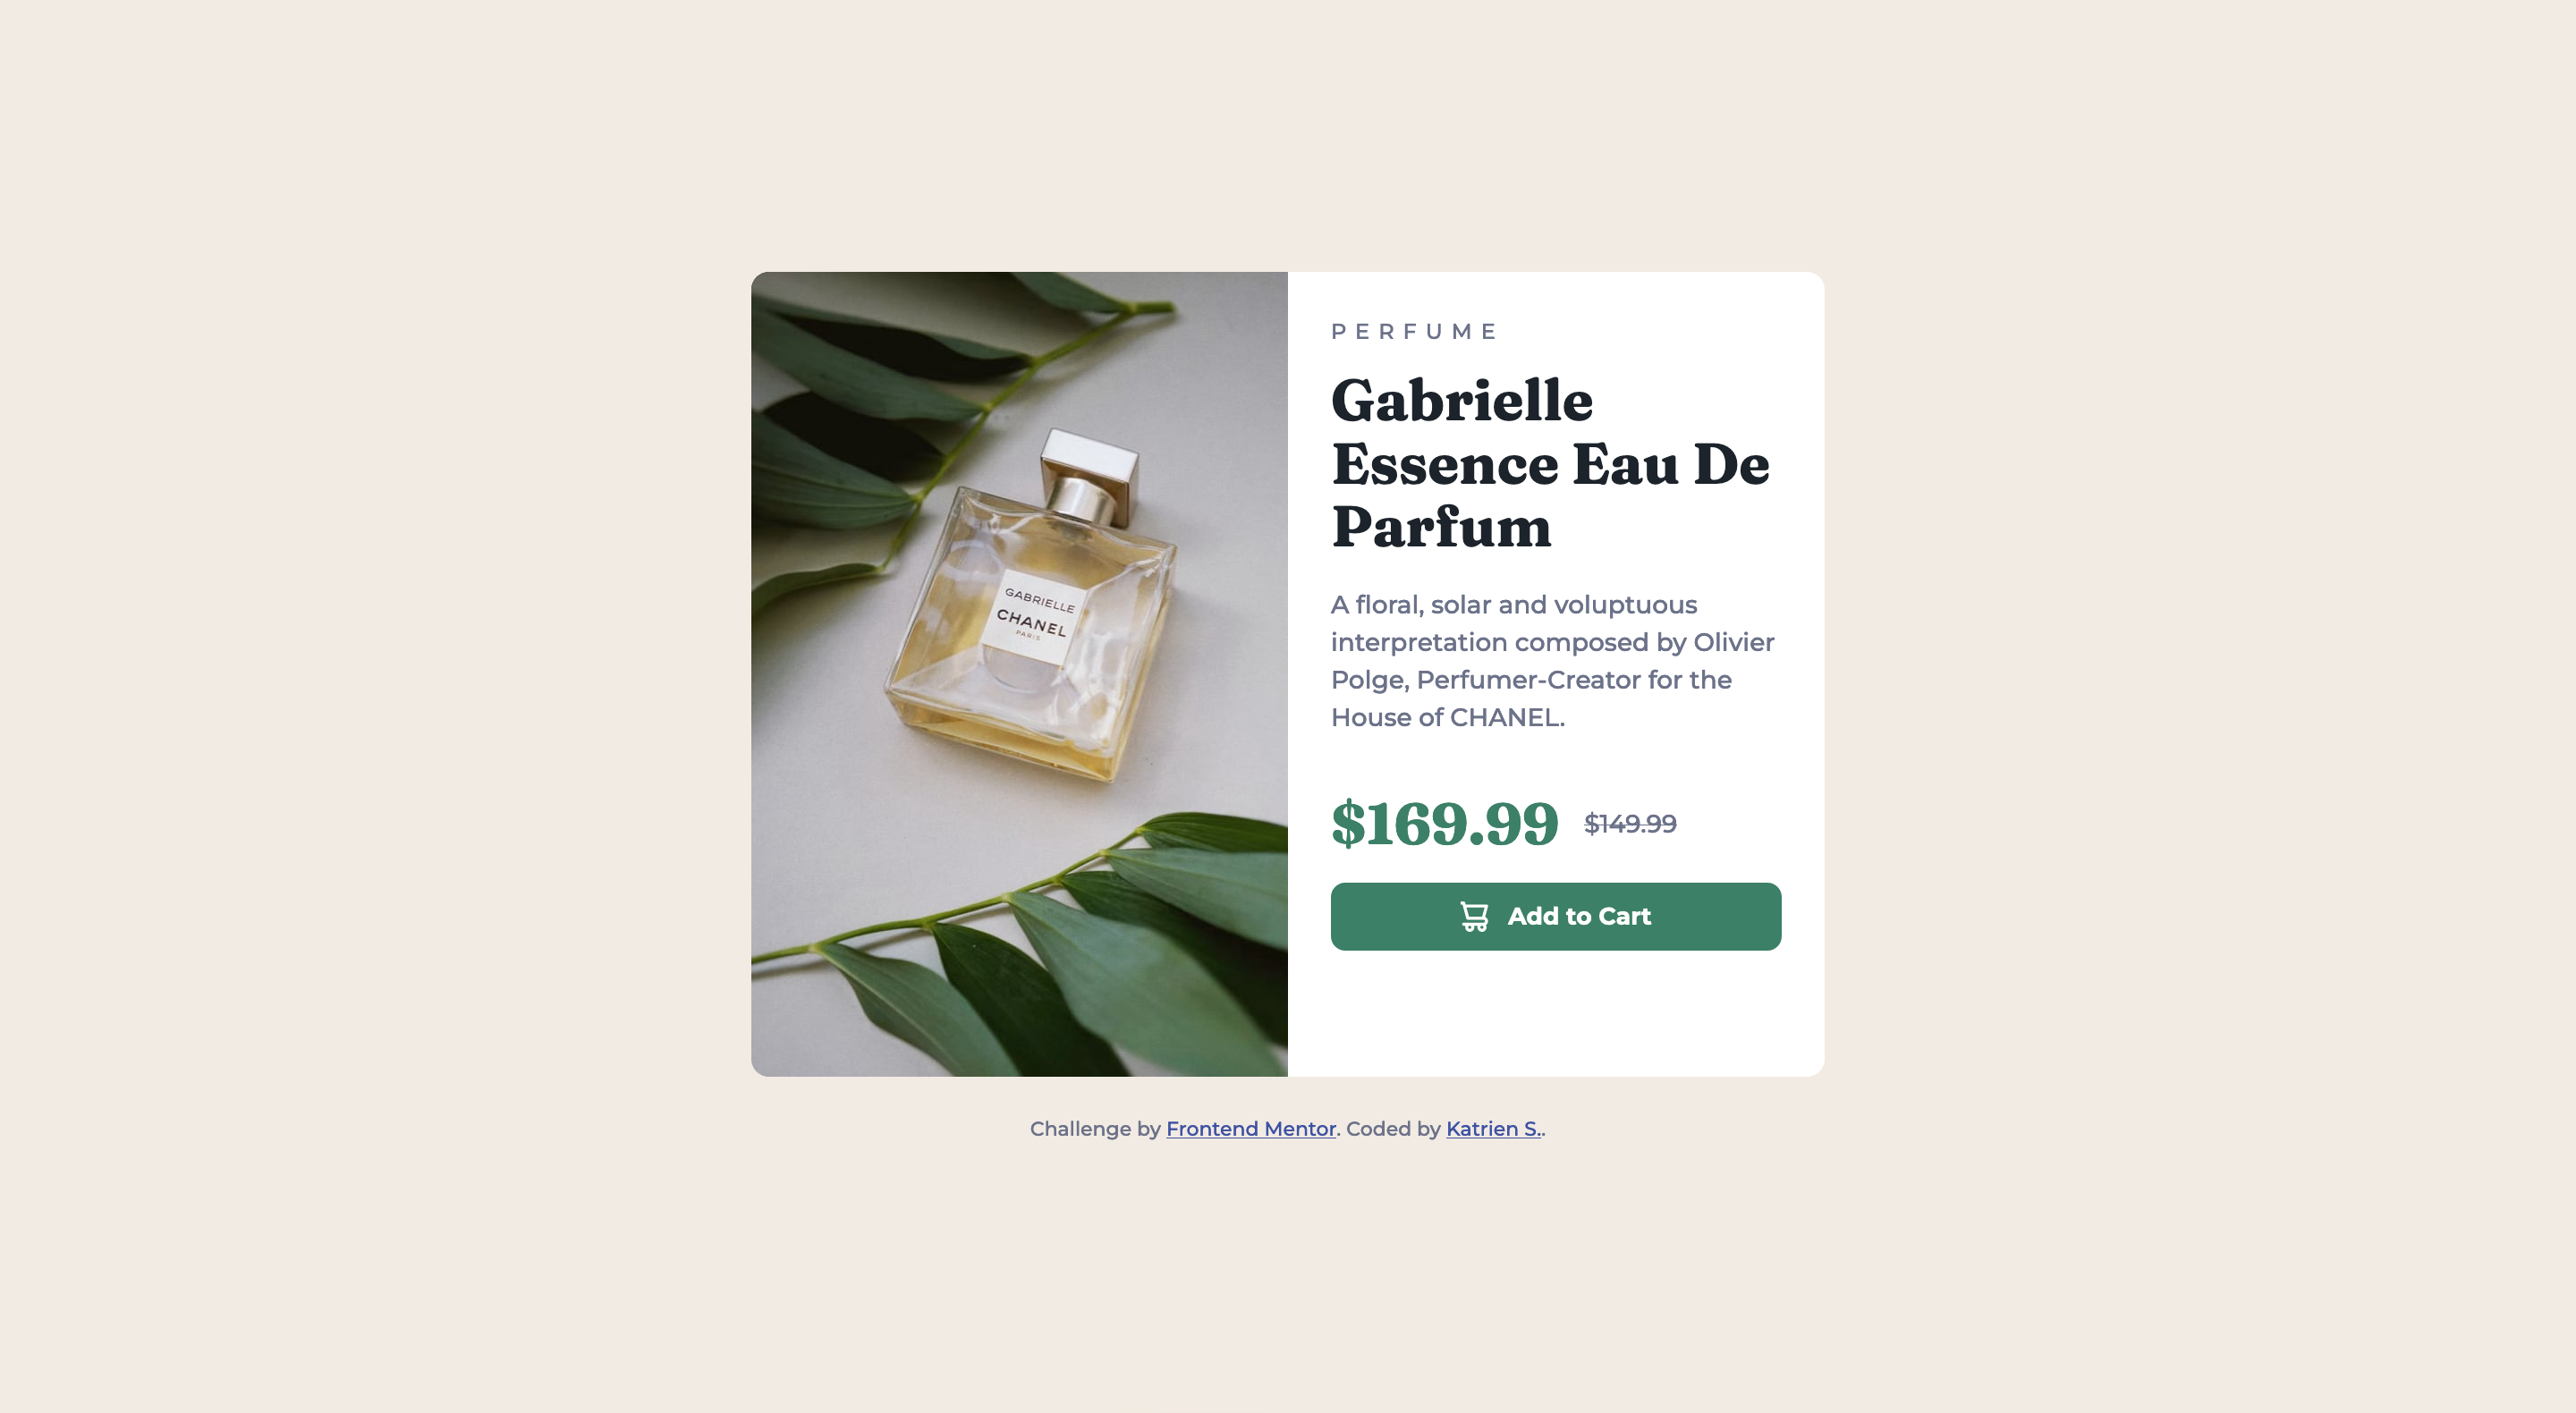 GABRIELLE
CHANEL
PARIS
PERFUME
Gabrielle
Essence Eau De
Parfum
A floral, solar and voluptuous
interpretation composed by Olivier
Polge, Perfumer-Creator for the
House of CHANEL.
$169.99 $149.99
Add to Cart
Challenge by Frontend Mentor. Coded by Katrien S..